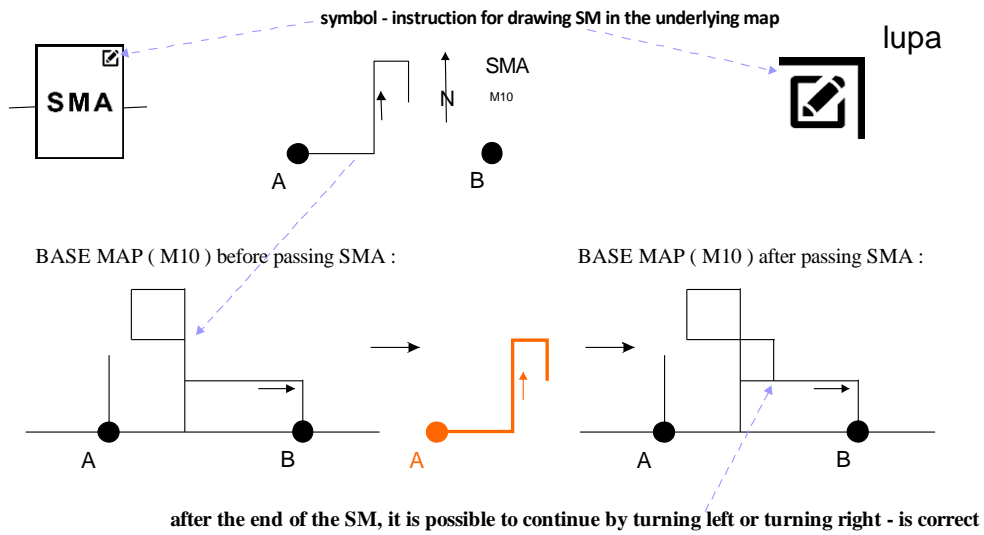 symbol - instruction for drawing SM in the underlying map
lupa
SMA
SMA
N
M10
A
B
BASE MAP ( M10 ) before passing SMA :
BASE MAP ( M10 ) after passing SMA :
A
B
A
A
B
after the end of the SM, it is possible to continue by turning left or turning right - is correct